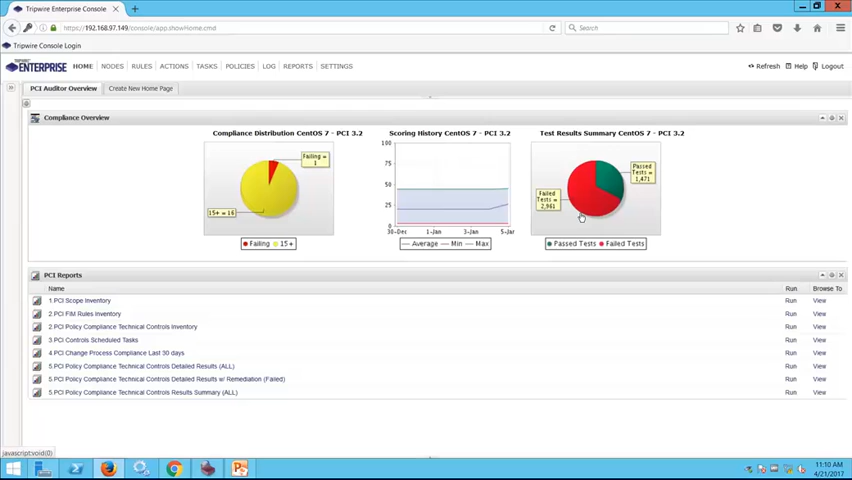 Tripwire Enterprise Console
https://192.168.97.149/console/app.showHome.cmd
Search
Tripwire Console Login
TRIPWIRE ENTERPRISE HOME NODES RULES ACTIONS TASKS POLICIES LOG REPORTS SETTINGS Refresh Help Logout
PCI Auditor Overview Create New Home Page
Compliance Overview
Compliance Distribution CentOS 7 - PCI 3.2
Failing = 1
15+ = 16
Failing 15+
Scoring History CentOS 7 - PCI 3.2
100
75
50
25
0
30-Dec 1-Jan 3-Jan 5-Jan
Average Min Max
Test Results Summary CentOS 7 - PCI 3.2
Passed Tests = 1,471
Failed Tests = 2,961
Passed Tests Failed Tests
PCI Reports
Name Run Browse To
1.PCI Scope Inventory Run View
2.PCI FIM Rules Inventory Run View
2.PCI Policy Compliance Technical Controls Inventory Run View
3.PCI Controls Scheduled Tasks Run View
4.PCI Change Process Compliance Last 30 days Run View
5.PCI Policy Compliance Technical Controls Detailed Results (ALL) Run View
5.PCI Policy Compliance Technical Controls Detailed Results w/ Remediation (Failed) Run View
5.PCI Policy Compliance Technical Controls Results Summary (ALL) Run View
javascript:void(0)
11:10 AM
4/21/2017